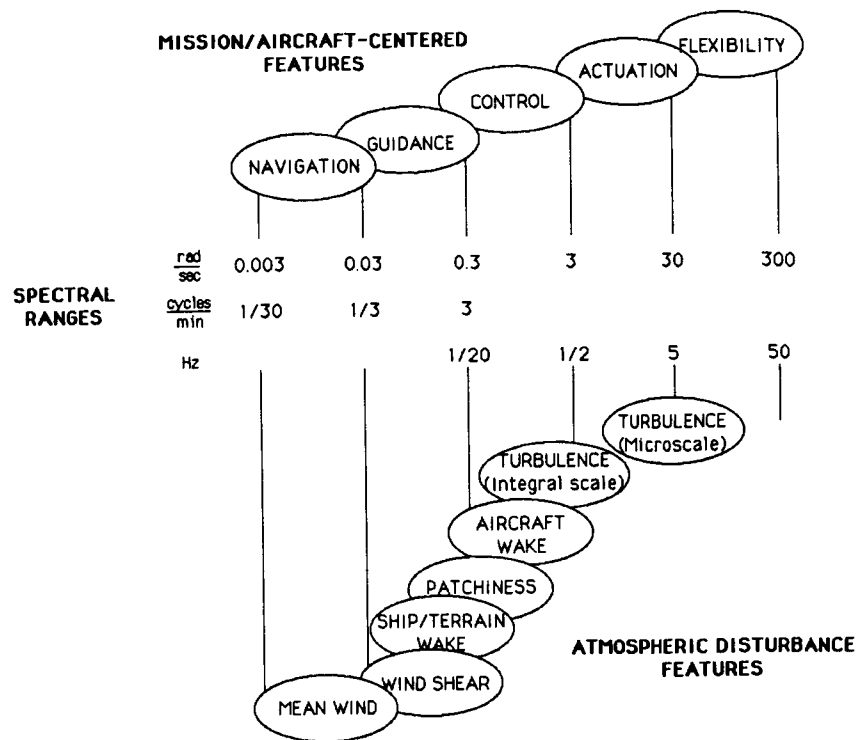 MISSION/AIRCRAFT-CENTERED
FEATURES
FLEXIBILITY
ACTUATION
CONTROL
GUIDANCE
NAVIGATION
rad
sec
0.003 0.03 0.3 3 30 300
SPECTRAL
RANGES
cycles
min
1/30 1/3 3
Hz
1/20 1/2 5 50
TURBULENCE
(Microscale)
TURBULENCE
(Integral scale)
AIRCRAFT
WAKE
PATCHINESS
SHIP/TERRAIN
WAKE
ATMOSPHERIC DISTURBANCE
FEATURES
WIND SHEAR
MEAN WIND